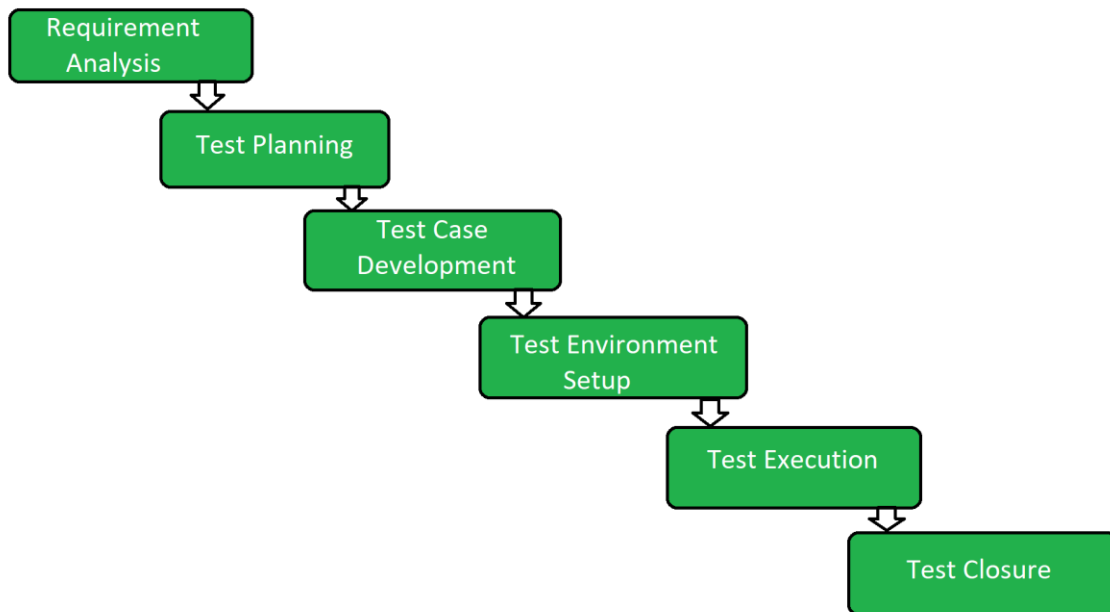 Requirement
Analysis
Test Planning
Test Case
Development
Test Environment
Setup
Test Execution
Test Closure